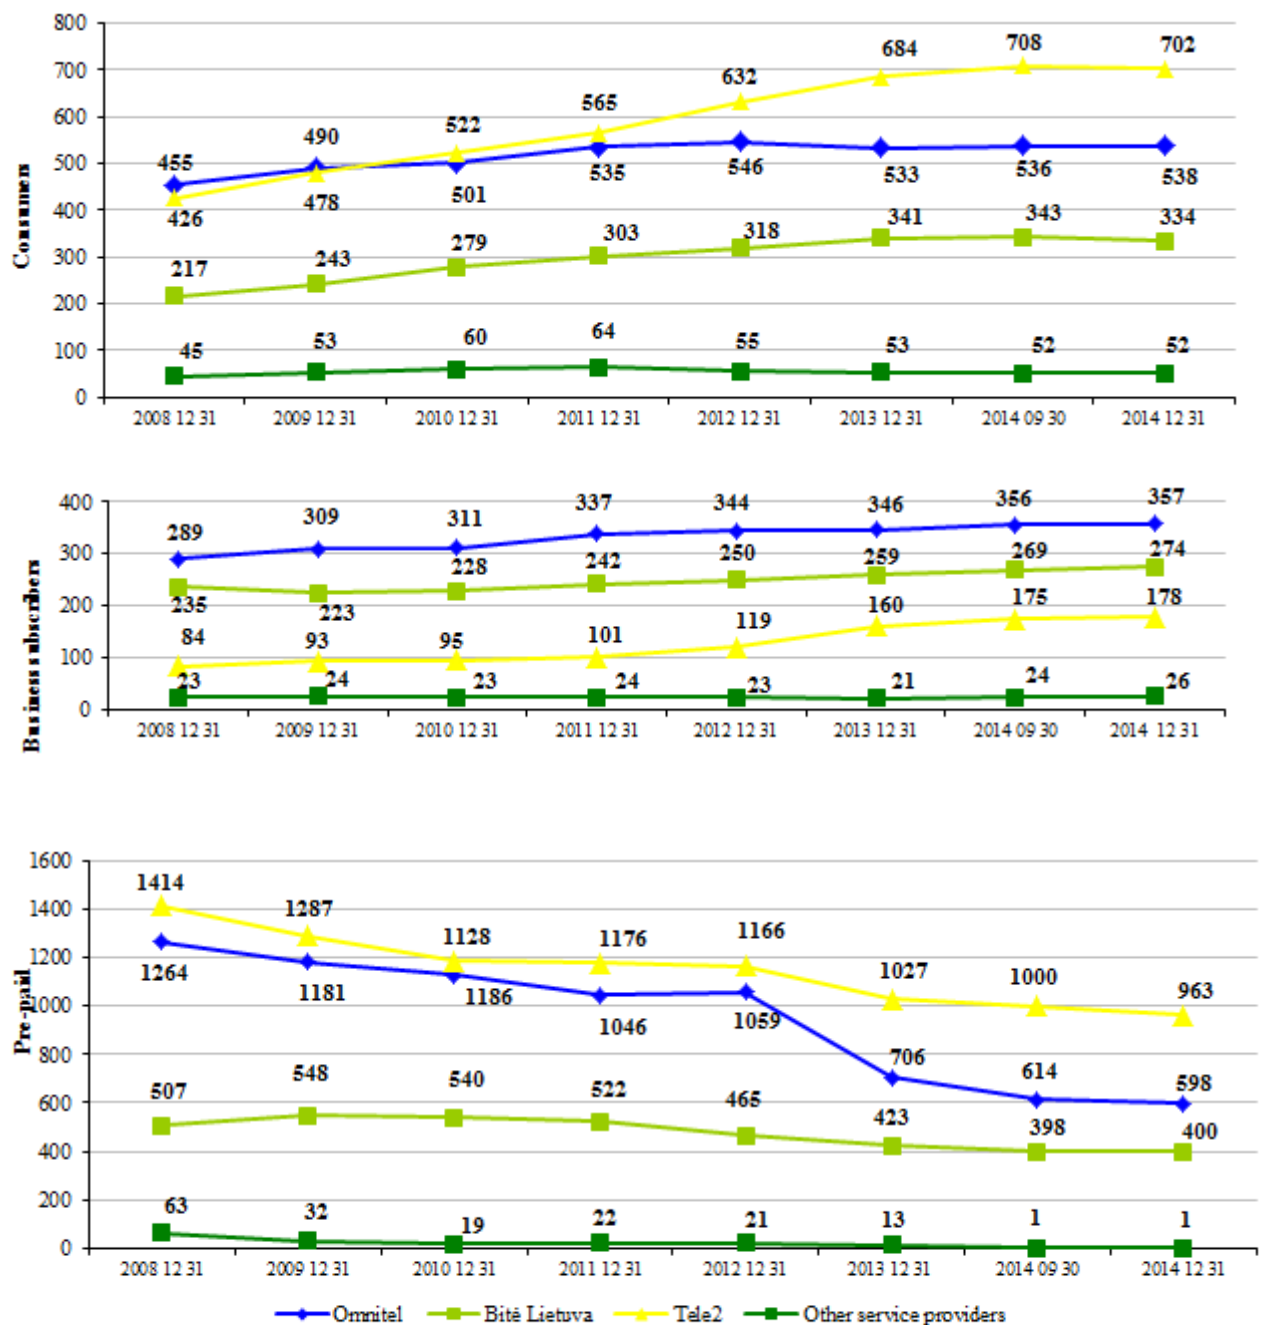 800
700
600
500
400
300
200
100
0
Consumers
455 490 522 565 632 684 708 702
426 478 501 535 546 533 536 538
217 243 279 303 318 341 343 334
45 53 60 64 55 53 52 52
2008 12 31 2009 12 31 2010 12 31 2011 12 31 2012 12 31 2013 12 31 2014 09 30 2014 12 31
400
300
200
100
0
Business subscribers
289 309 311 337 344 346 356 357
235 223 228 242 250 259 269 274
84 93 95 101 119 160 175 178
23 24 23 24 23 21 24 26
2008 12 31 2009 12 31 2010 12 31 2011 12 31 2012 12 31 2013 12 31 2014 09 30 2014 12 31
1600
1400
1200
1000
800
600
400
200
0
Pre-paid
1414 1287 1128 1176 1166 1027 1000 963
1264 1181 1186 1046 1059 706 614 598
507 548 540 522 465 423 398 400
63 32 19 22 21 13 1 1
2008 12 31 2009 12 31 2010 12 31 2011 12 31 2012 12 31 2013 12 31 2014 09 30 2014 12 31
Omnitel Bitė Lietuva Tele2 Other service providers